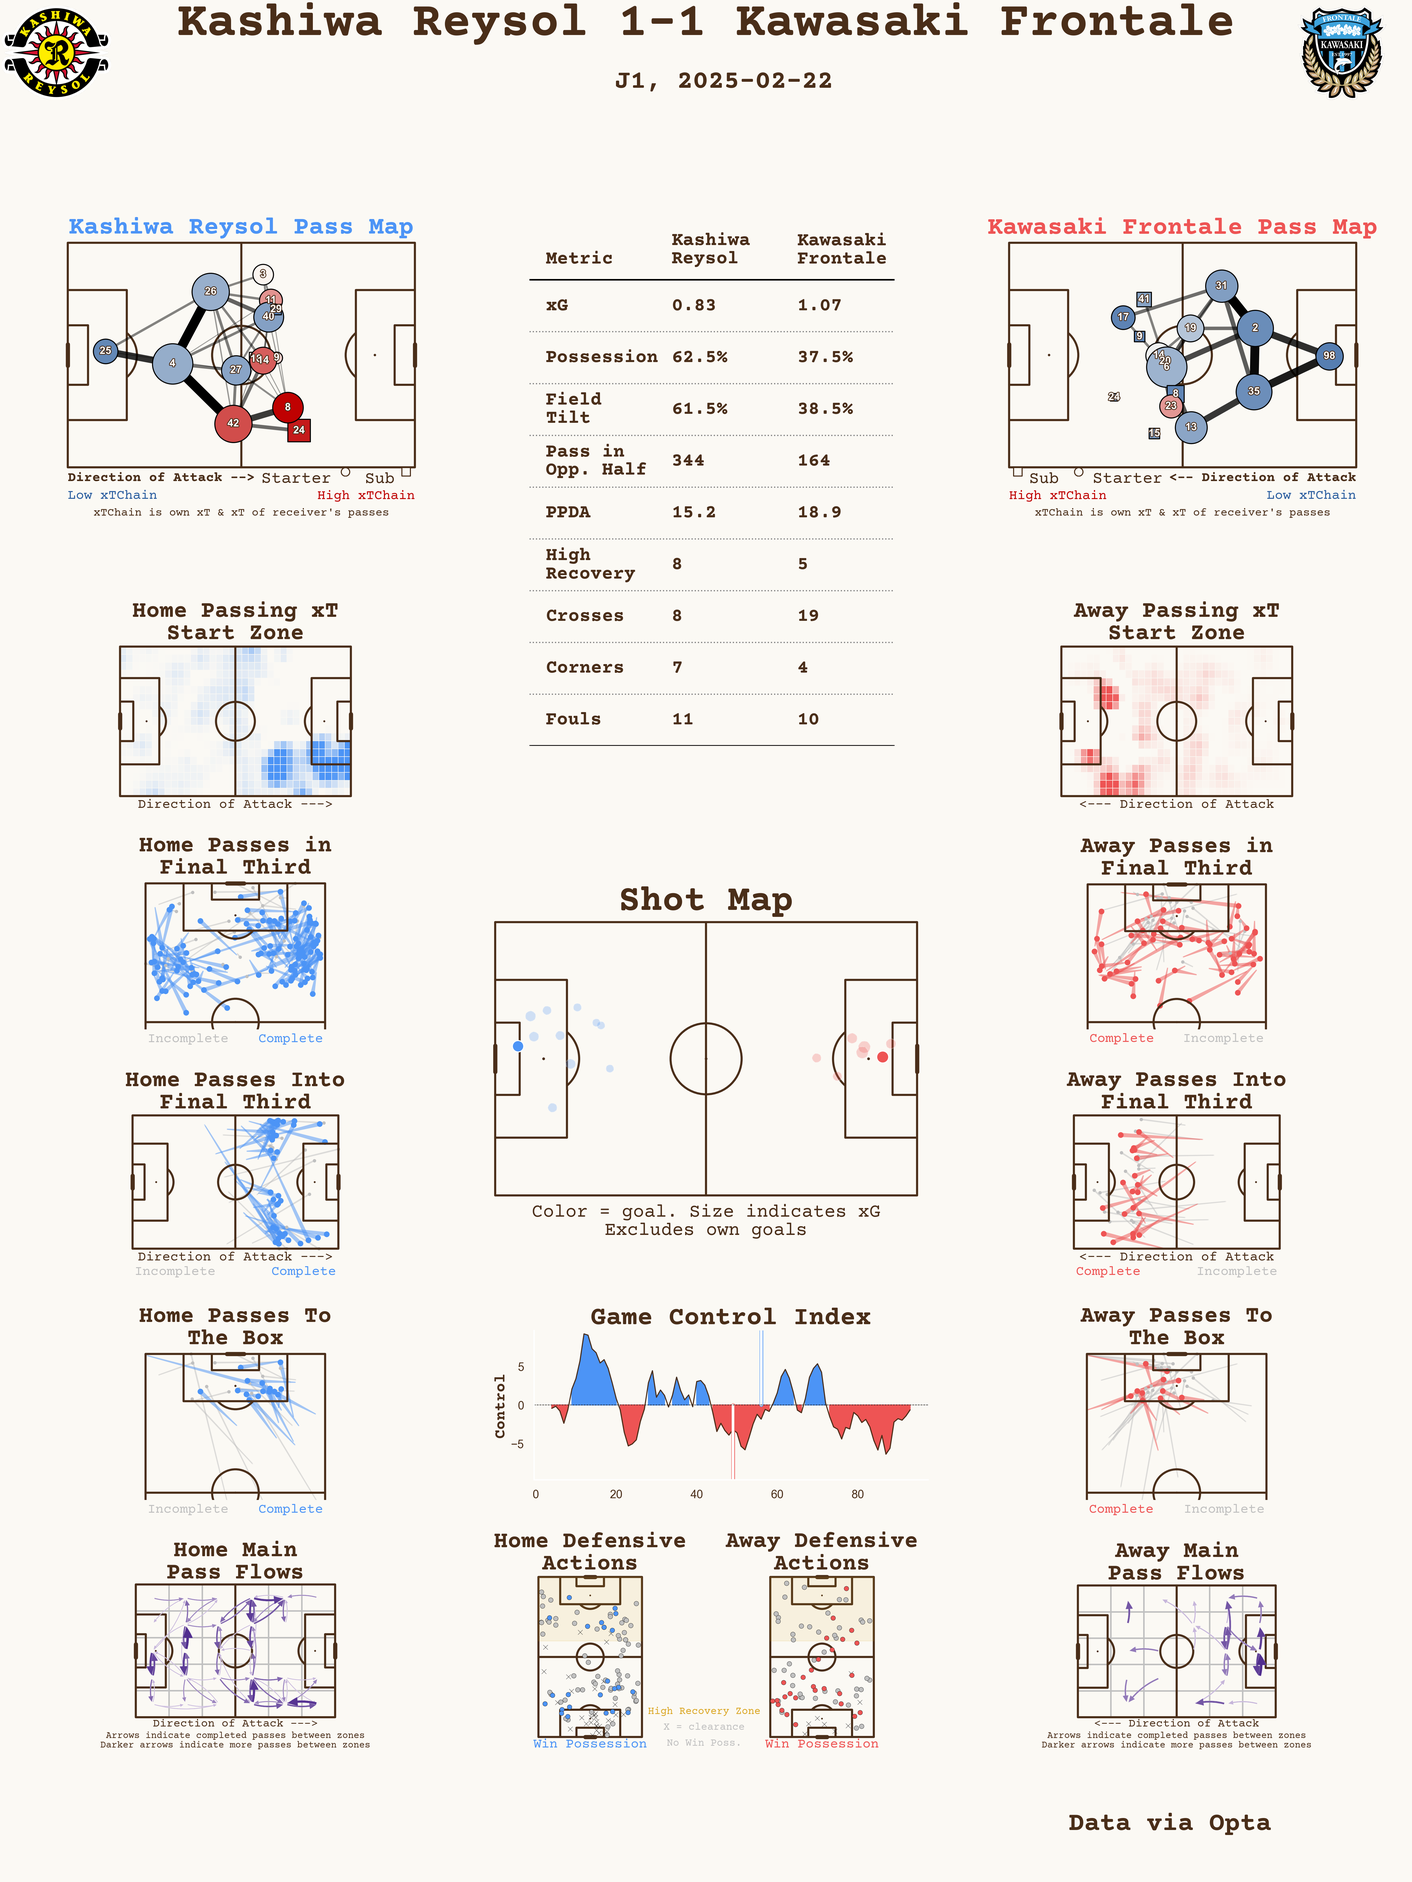 Kashiwa Reysol 1-1 Kawasaki Frontale
J1, 2025-02-22
KASHIWA
R
REYSOL
FRONTALE
KAWASAKI
Kashiwa Reysol Pass Map
3
26
11
29
40
25
9
14
4
27
8
42
24
Direction of Attack --> Starter Sub
Low xTChain High xTChain
xTChain is own xT & xT of receiver's passes
Metric Kashiwa Reysol Kawasaki Frontale
xG 0.83 1.07
Possession 62.5% 37.5%
Field Tilt 61.5% 38.5%
Pass in Opp. Half 344 164
PPDA 15.2 18.9
High Recovery 8 5
Crosses 8 19
Corners 7 4
Fouls 11 10
Kawasaki Frontale Pass Map
31
41
17
19
2
9
14
98
20
6
35
8
24
23
13
15
Sub Starter <-- Direction of Attack
High xTChain Low xTChain
xTChain is own xT & xT of receiver's passes
Home Passing xT
Start Zone
Direction of Attack --->
Home Passes in
Final Third
Incomplete Complete
Home Passes Into
Final Third
Direction of Attack --->
Incomplete Complete
Home Passes To
The Box
Incomplete Complete
Home Main
Pass Flows
Direction of Attack --->
Arrows indicate completed passes between zones
Darker arrows indicate more passes between zones
Shot Map
Color = goal. Size indicates xG
Excludes own goals
Game Control Index
Control
5
0
−5
0 20 40 60 80
Home Defensive
Actions
Win Possession
Away Defensive
Actions
Win Possession
High Recovery Zone
X = clearance
No Win Poss.
Away Passing xT
Start Zone
<--- Direction of Attack
Away Passes in
Final Third
Complete Incomplete
Away Passes Into
Final Third
<--- Direction of Attack
Complete Incomplete
Away Passes To
The Box
Complete Incomplete
Away Main
Pass Flows
<--- Direction of Attack
Arrows indicate completed passes between zones
Darker arrows indicate more passes between zones
Data via Opta